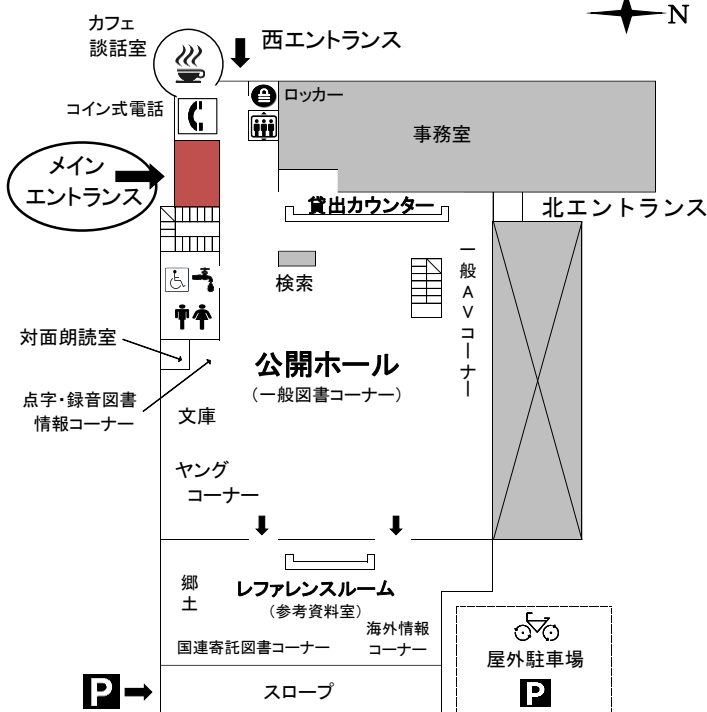 N
カフェ
談話室
西エントランス
コイン式電話
ロッカー
事務室
メイン
エントランス
貸出カウンター
北エントランス
検索
一般AVコーナー
対面朗読室
公開ホール
（一般図書コーナー）
点字・録音図書
情報コーナー
文庫
ヤング
コーナー
郷土
レファレンスルーム
（参考資料室）
海外情報
コーナー
国連寄託図書コーナー
屋外駐車場
P
P
スロープ